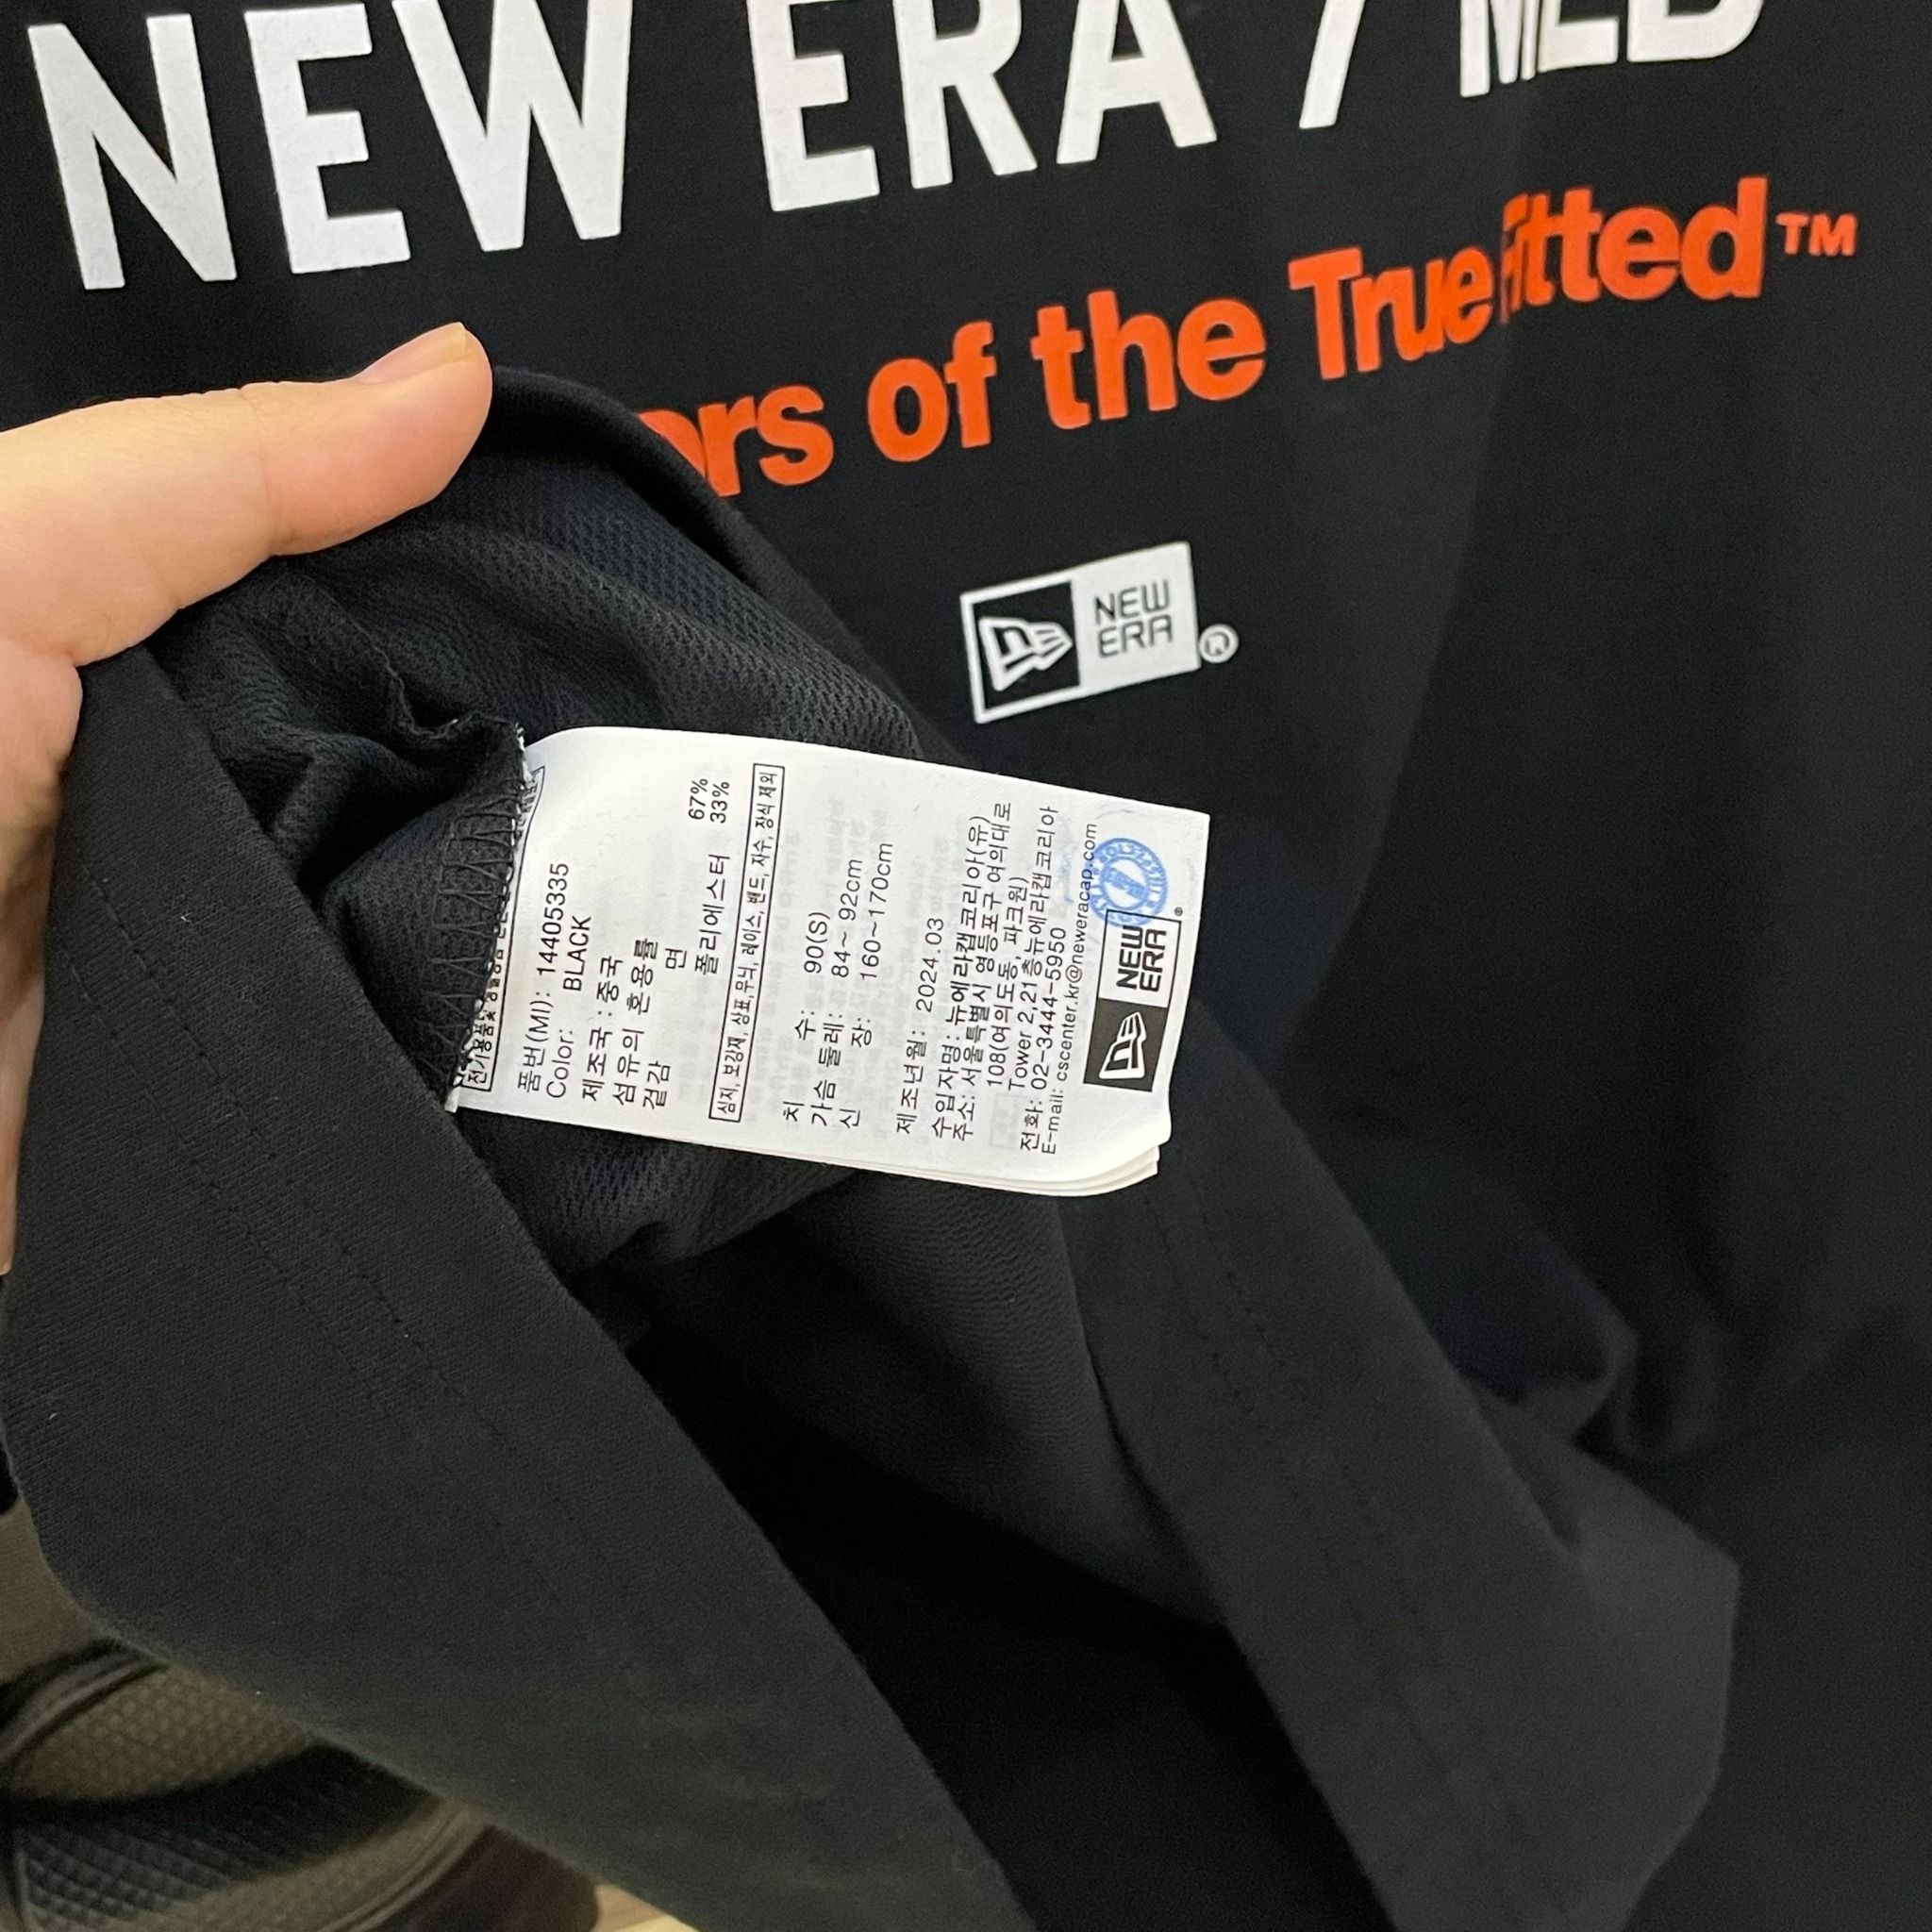 NEW ERA / MLB
ers of the True Fitted™
NEW
ERA ®
품번(MI): 14405335
Color: BLACK
제조국 : 중국
섬유의 혼용률
겉감 면 67%
폴리에스터 33%
심지, 보강재, 상표,무늬, 레이스, 밴드, 자수, 장식 제외
치 수: 90(S)
가슴 둘레: 84~ 92cm
신 장: 160~170cm
제조년월: 2024.03
수입자명: 뉴에라캡코리아(유)
주소: 서울특별시 영등포구 여의대로
108(여의도동, 파크원)
Tower 2,21층뉴에라캡 코리아
전화: 02-3444-5950
E-mail: cscenter.kr@neweracap.com
NEW
ERA ®